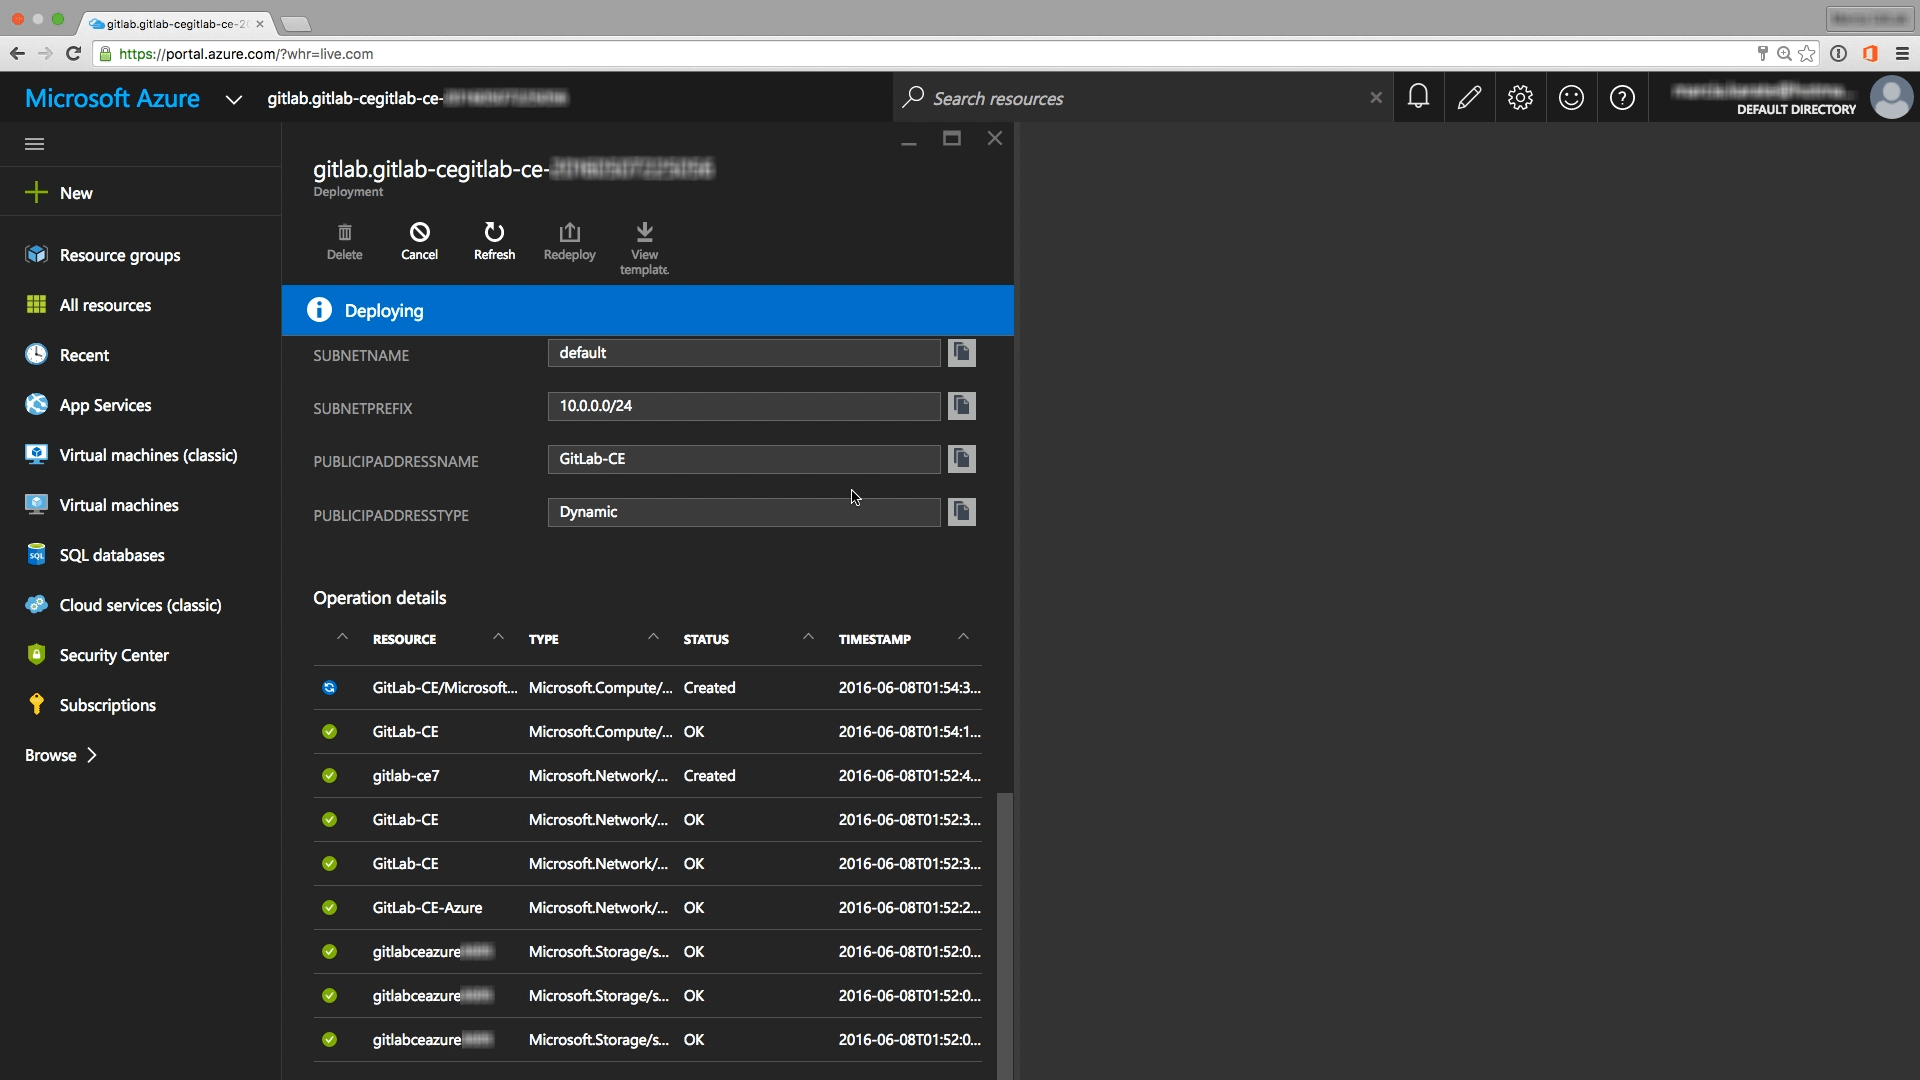 gitlab.gitlab-cegitlab-ce-2
https://portal.azure.com/?whr=live.com
Microsoft Azure
gitlab.gitlab-cegitlab-ce-
Search resources
DEFAULT DIRECTORY
New
Resource groups
All resources
Recent
App Services
Virtual machines (classic)
Virtual machines
SQL databases
Cloud services (classic)
Security Center
Subscriptions
Browse
gitlab.gitlab-cegitlab-ce-
Deployment
Delete
Cancel
Refresh
Redeploy
View template
Deploying
SUBNETNAME default
SUBNETPREFIX 10.0.0.0/24
PUBLICIPADDRESSNAME GitLab-CE
PUBLICIPADDRESSTYPE Dynamic
Operation details
RESOURCE TYPE STATUS TIMESTAMP
GitLab-CE/Microsoft... Microsoft.Compute/... Created 2016-06-08T01:54:3...
GitLab-CE Microsoft.Compute/... OK 2016-06-08T01:54:1...
gitlab-ce7 Microsoft.Network/... Created 2016-06-08T01:52:4...
GitLab-CE Microsoft.Network/... OK 2016-06-08T01:52:3...
GitLab-CE Microsoft.Network/... OK 2016-06-08T01:52:3...
GitLab-CE-Azure Microsoft.Network/... OK 2016-06-08T01:52:2...
gitlabceazure Microsoft.Storage/s... OK 2016-06-08T01:52:0...
gitlabceazure Microsoft.Storage/s... OK 2016-06-08T01:52:0...
gitlabceazure Microsoft.Storage/s... OK 2016-06-08T01:52:0...